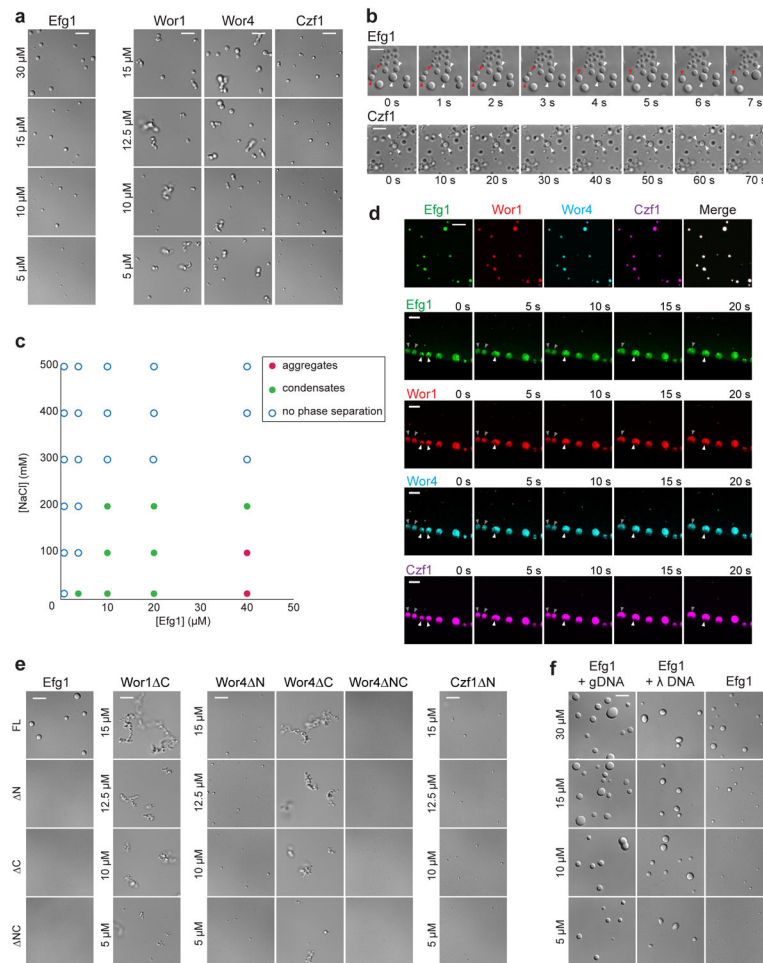 a
Efg1
Wor1 Wor4 Czf1
30 µM
15 µM
10 µM
5 µM
15 µM
12.5 µM
10 µM
5 µM
b
Efg1
0 s 1 s 2 s 3 s 4 s 5 s 6 s 7 s
Czf1
0 s 10 s 20 s 30 s 40 s 50 s 60 s 70 s
c
aggregates
condensates
no phase separation
[NaCl] (mM)
500
400
300
200
100
0
10 20 30 40 50
[Efg1] (µM)
d
Efg1 Wor1 Wor4 Czf1 Merge
Efg1 0 s 5 s 10 s 15 s 20 s
Wor1 0 s 5 s 10 s 15 s 20 s
Wor4 0 s 5 s 10 s 15 s 20 s
Czf1 0 s 5 s 10 s 15 s 20 s
e
Efg1
FL
ΔN
ΔC
ΔNC
Wor1ΔC
15 µM
12.5 µM
10 µM
5 µM
Wor4ΔN Wor4ΔC Wor4ΔNC
15 µM
12.5 µM
10 µM
5 µM
Czf1ΔN
15 µM
12.5 µM
10 µM
5 µM
f
Efg1
+ gDNA
Efg1
+ λ DNA
Efg1
30 µM
15 µM
10 µM
5 µM